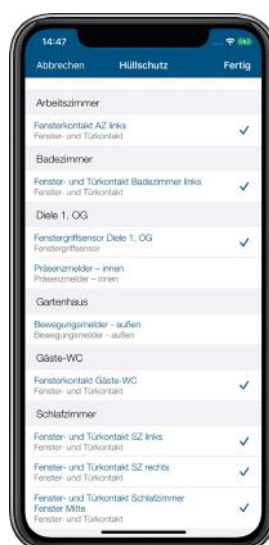 14:47
Abbrechen Hüllschutz Fertig
Arbeitszimmer
Fensterkontakt AZ links
Fenster- und Türkontakt
Badezimmer
Fenster- und Türkontakt Badezimmer links
Fenster- und Türkontakt
Diele 1. OG
Fenstergriffsensor Diele 1. OG
Fenstergriffsensor
Präsenzmelder – innen
Präsenzmelder – innen
Gartenhaus
Bewegungsmelder - außen
Bewegungsmelder - außen
Gäste-WC
Fensterkontakt Gäste-WC
Fenster- und Türkontakt
Schlafzimmer
Fenster- und Türkontakt SZ links
Fenster- und Türkontakt
Fenster- und Türkontakt SZ rechts
Fenster- und Türkontakt
Fenster- und Türkontakt Schlafzimmer
Fenster Mitte
Fenster- und Türkontakt